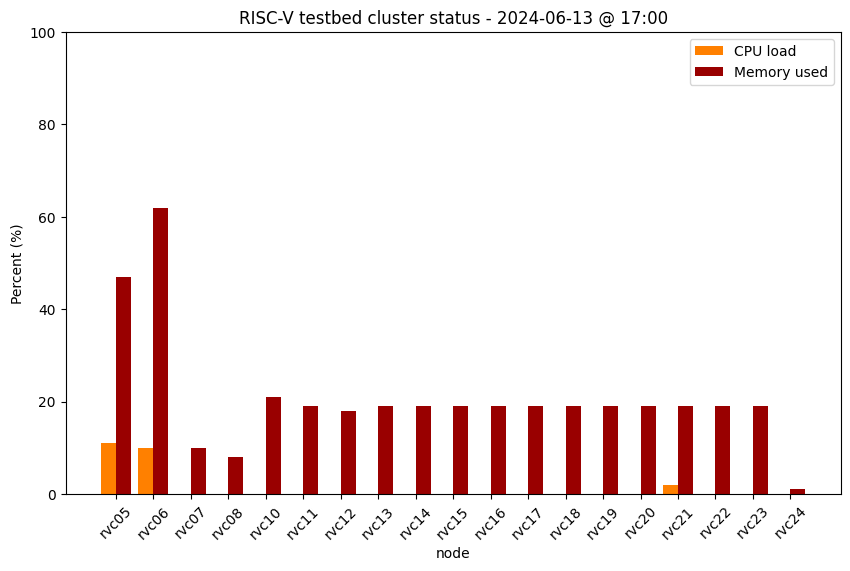 RISC-V testbed cluster status - 2024-06-13 @ 17:00
CPU load
Memory used
Percent (%)
100
80
60
40
20
0
rvc05
rvc06
rvc07
rvc08
rvc10
rvc11
rvc12
rvc13
rvc14
rvc15
rvc16
rvc17
rvc18
rvc19
rvc20
rvc21
rvc22
rvc23
rvc24
node